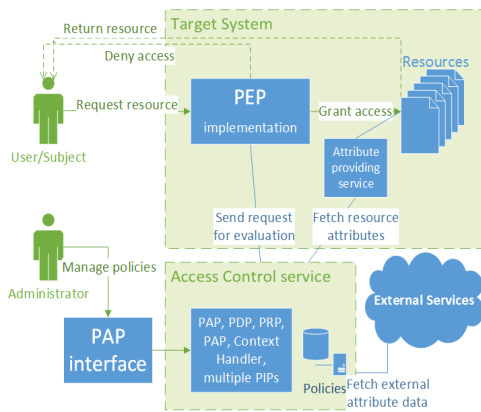 Return resource
Target System
Deny access
Resources
Request resource
PEP
implementation
Grant access
User/Subject
Attribute
providing
service
Send request
for evaluation
Fetch resource
attributes
Manage policies
Administrator
Access Control service
External Services
PAP
interface
PAP, PDP, PRP,
PAP, Context
Handler,
multiple PIPs
Policies
Fetch external
attribute data